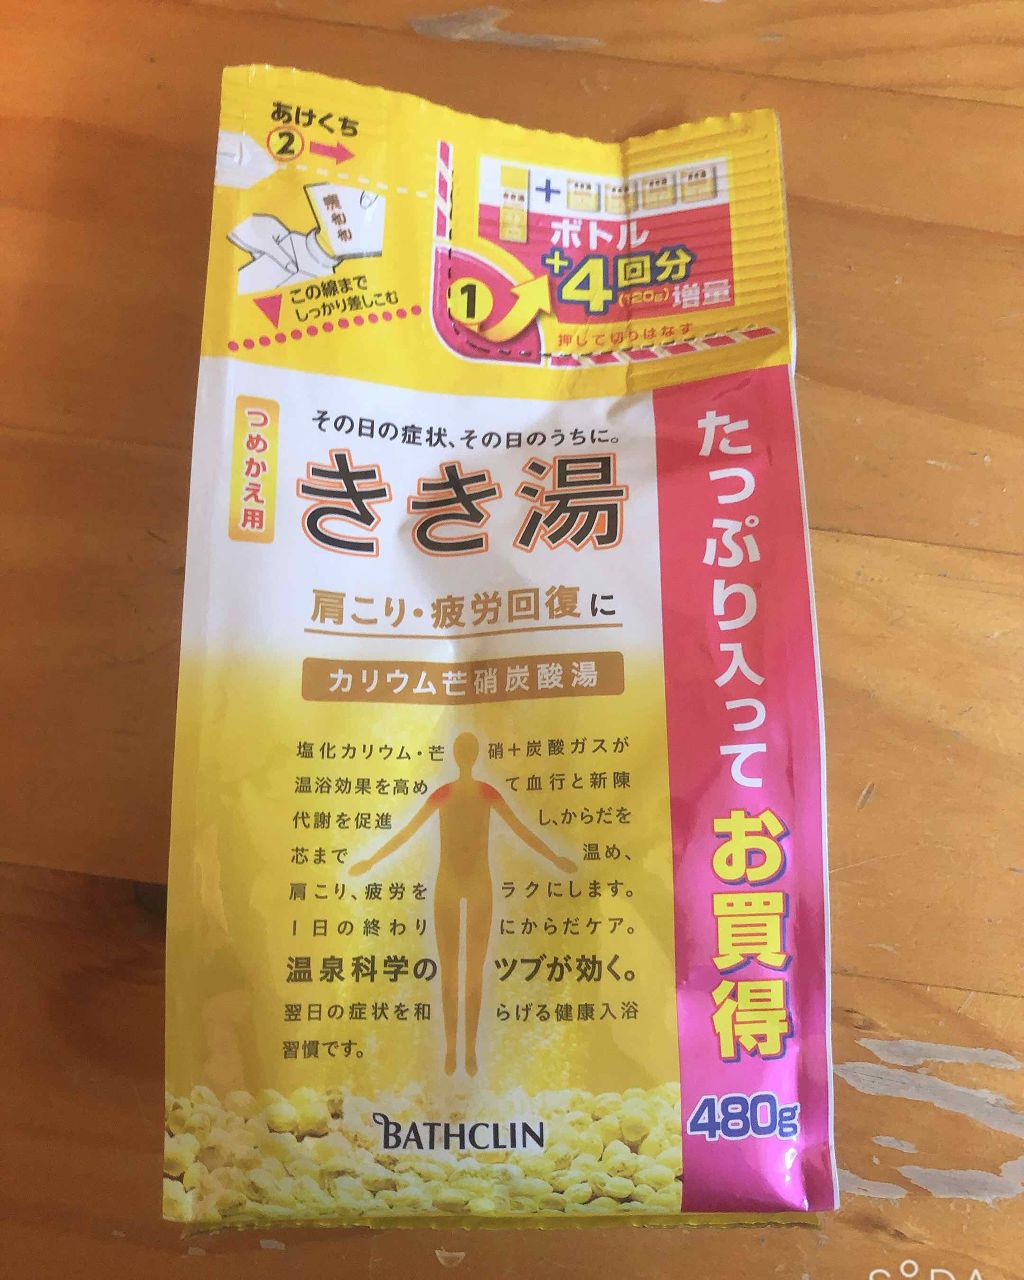 あけくち
2
この線まで
しっかり差しこむ
1
ボトル
+4回分
(120g)増量
押して切りはなす
つめかえ用
その日の症状、その日のうちに。
きき湯
肩こり・疲労回復に
カリウム芒硝炭酸湯
塩化カリウム・芒硝+炭酸ガスが
温浴効果を高めて血行と新陳
代謝を促進し、からだを
芯まで温め、
肩こり、疲労をラクにします。
1日の終わりにからだケア。
温泉科学のツブが効く。
翌日の症状を和らげる健康入浴
習慣です。
BATHCLIN
たっぷり入ってお買得
480g